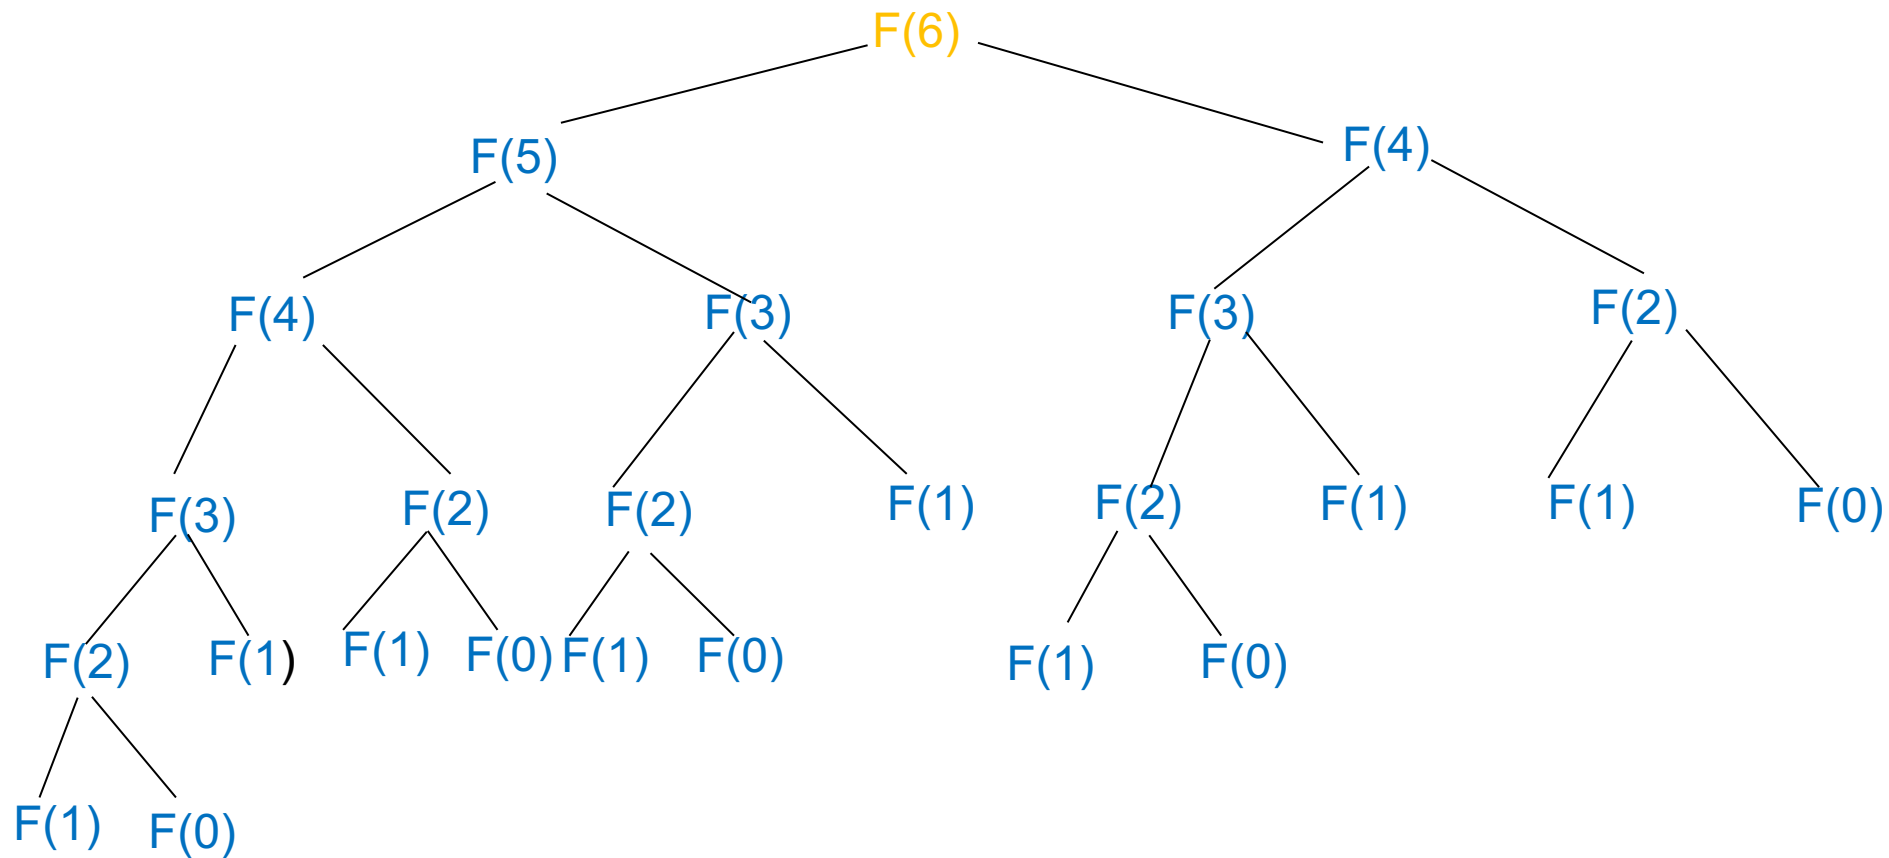 F(6)
F(5) F(4)
F(4) F(3) F(3) F(2)
F(3) F(2) F(2) F(1) F(2) F(1) F(1) F(0)
F(2) F(1) F(1) F(0) F(1) F(0) F(1) F(0)
F(1) F(0)